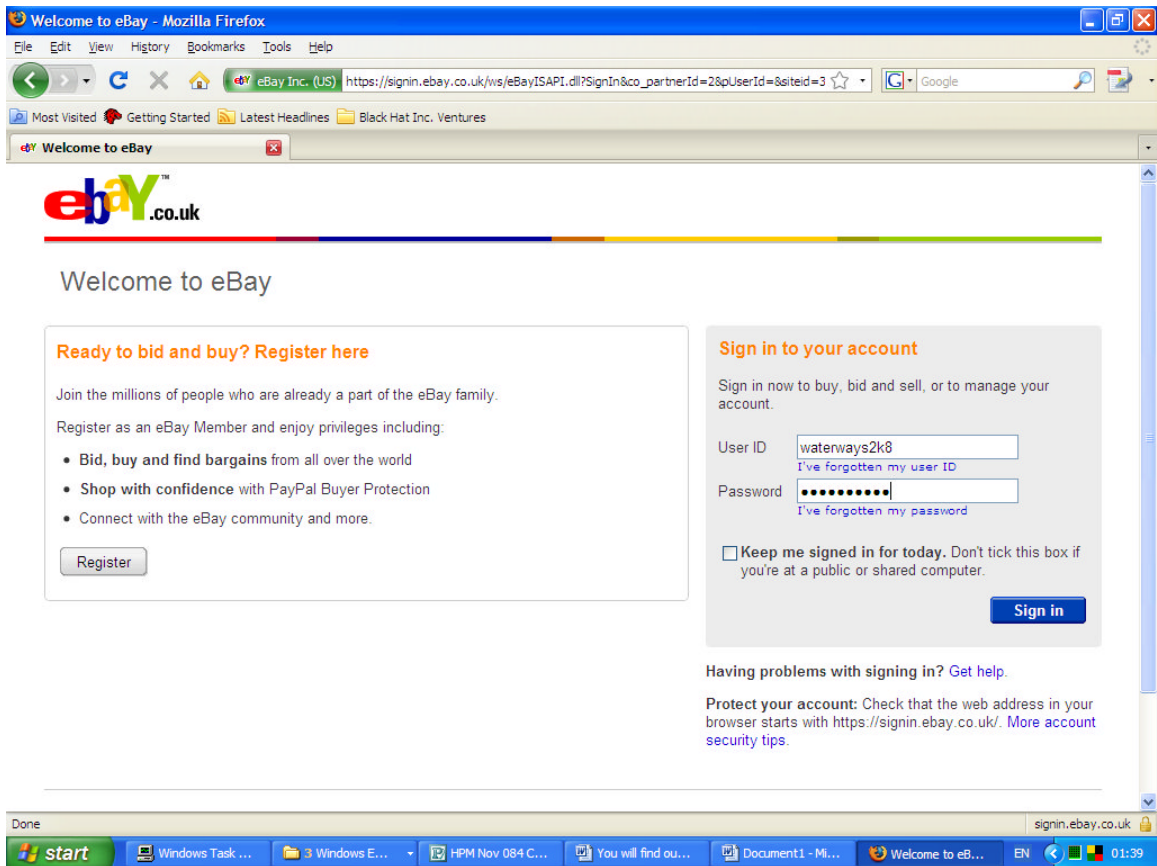 Welcome to eBay - Mozilla Firefox
File Edit View History Bookmarks Tools Help
eBay Inc. (US) https://signin.ebay.co.uk/ws/eBayISAPI.dll?SignIn&co_partnerId=2&pUserId=&siteid=3 G Google
Most Visited Getting Started Latest Headlines Black Hat Inc. Ventures
Welcome to eBay
ebaY™.co.uk
Welcome to eBay
Ready to bid and buy? Register here
Join the millions of people who are already a part of the eBay family.
Register as an eBay Member and enjoy privileges including:
• Bid, buy and find bargains from all over the world
• Shop with confidence with PayPal Buyer Protection
• Connect with the eBay community and more.
Register
Sign in to your account
Sign in now to buy, bid and sell, or to manage your
account.
User ID waterways2k8
I've forgotten my user ID
Password ••••••••••
I've forgotten my password
Keep me signed in for today. Don't tick this box if
you're at a public or shared computer.
Sign in
Having problems with signing in? Get help.
Protect your account: Check that the web address in your
browser starts with https://signin.ebay.co.uk/. More account
security tips.
Done signin.ebay.co.uk
start Windows Task ... 3 Windows E... HPM Nov 084 C... You will find ou... Document1 - Mi... Welcome to eB... EN 01:39